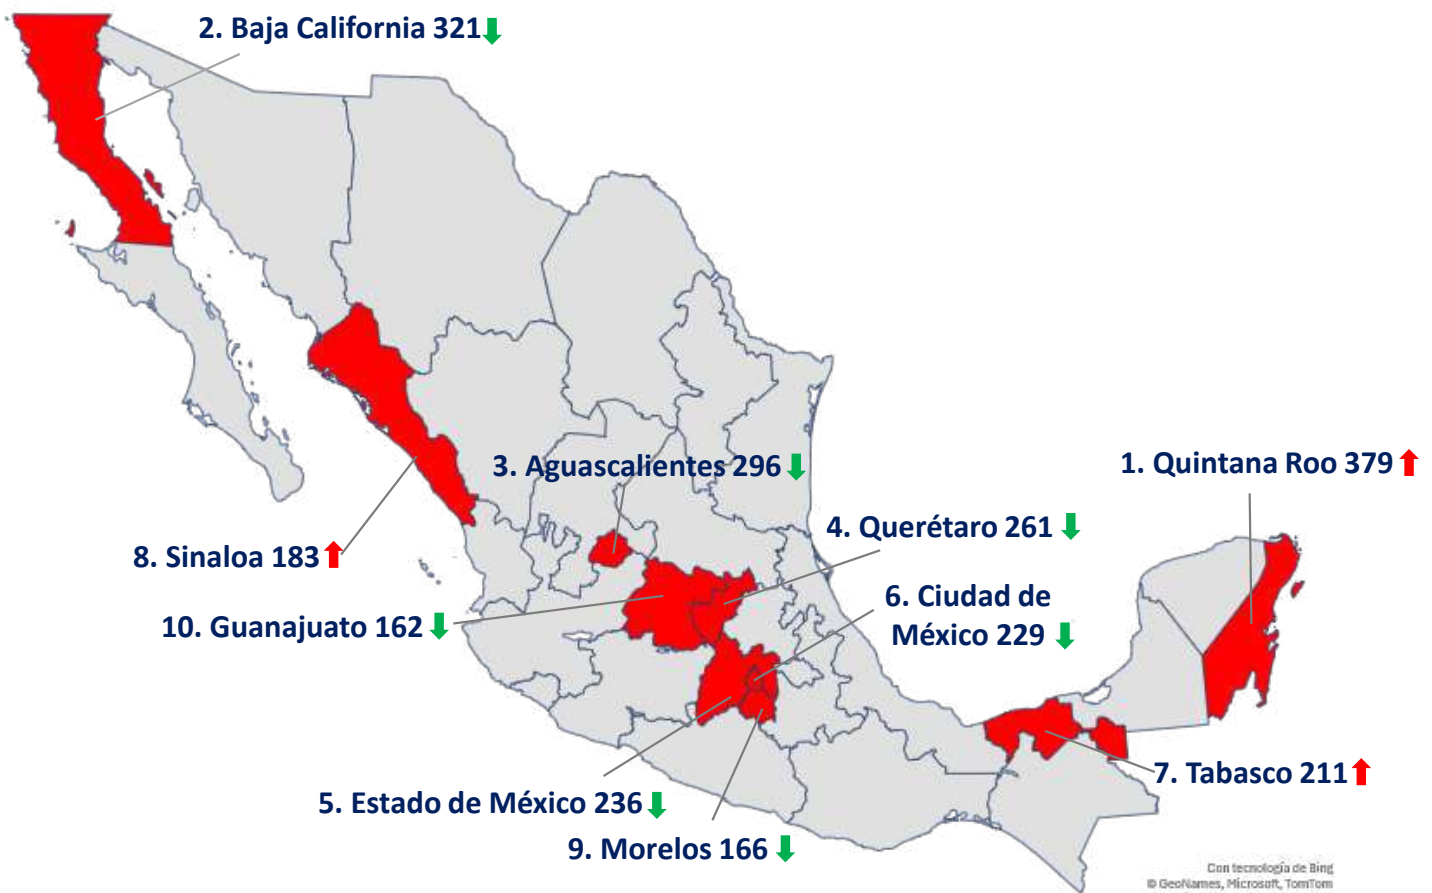 2. Baja California 321
3. Aguascalientes 296
1. Quintana Roo 379
4. Querétaro 261
8. Sinaloa 183
6. Ciudad de
México 229
10. Guanajuato 162
7. Tabasco 211
5. Estado de México 236
9. Morelos 166
Con tecnología de Bing
© GeoNames, Microsoft, TomTom